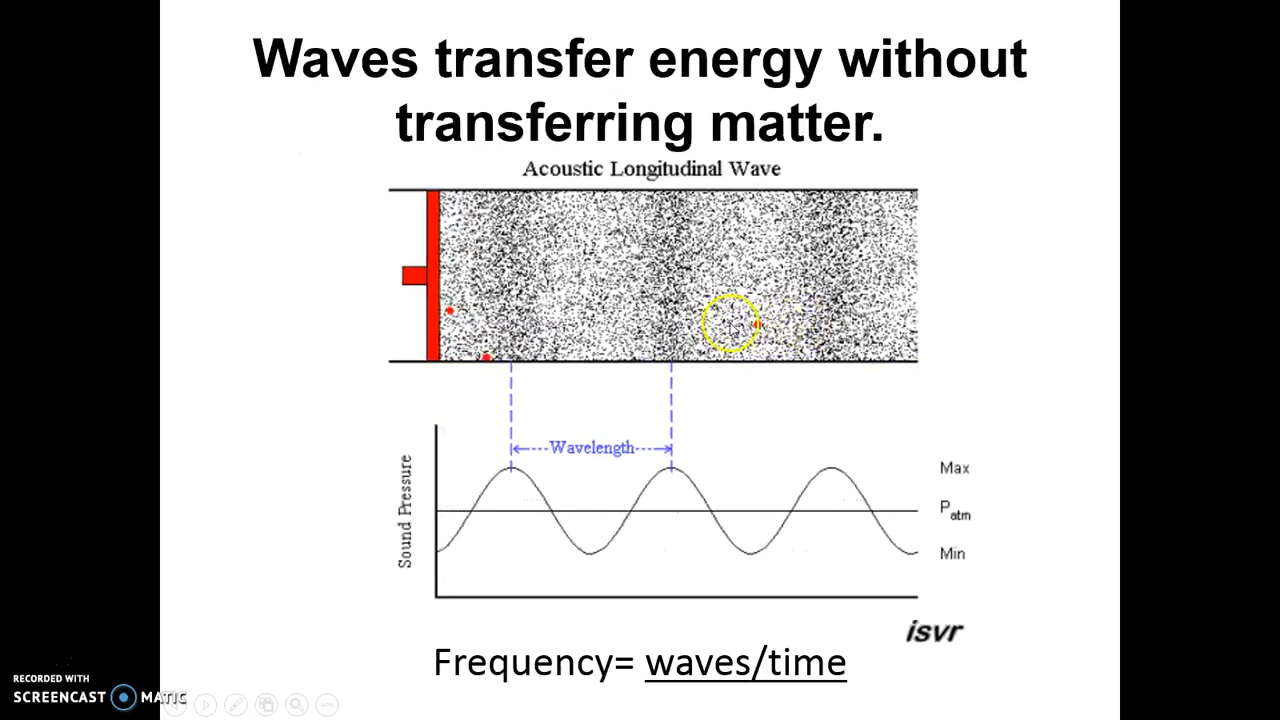 Waves transfer energy without
transferring matter.
Acoustic Longitudinal Wave
Wavelength
Sound Pressure
Max
Patm
Min
isvr
Frequency= waves/time
RECORDED WITH
SCREENCAST MATIC